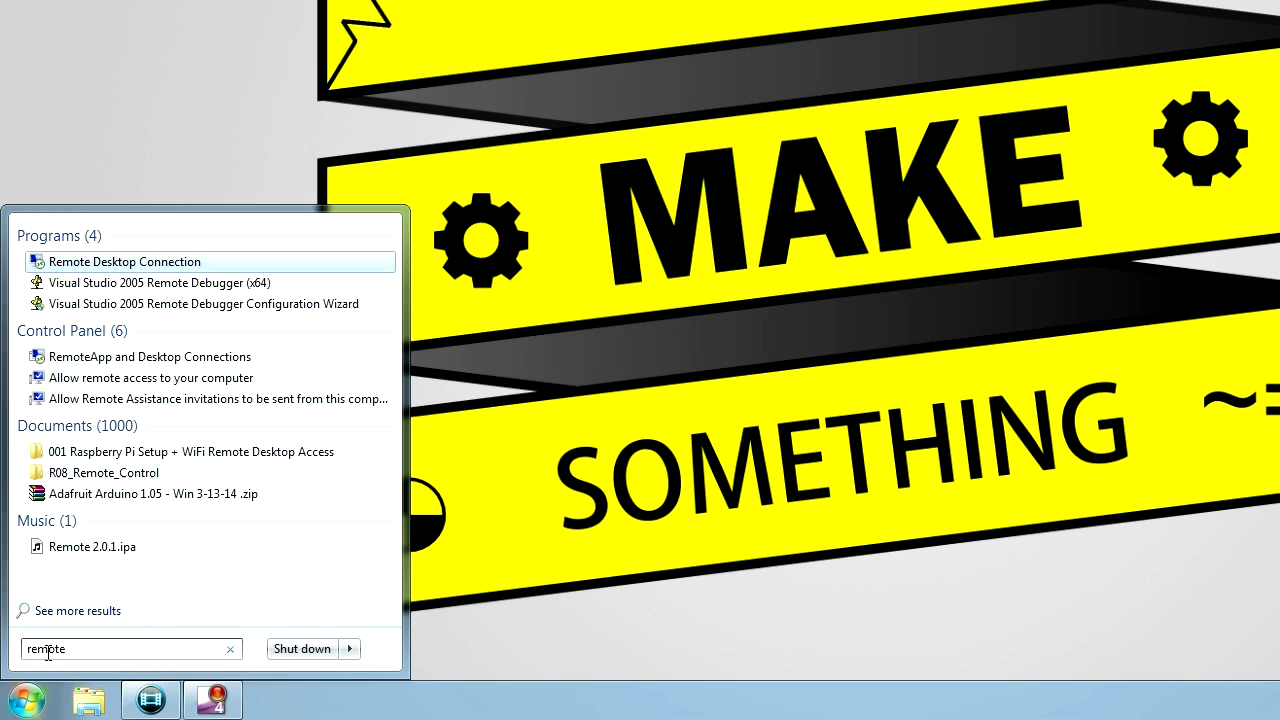 MAKE
SOMETHING ~=
Programs (4)
Remote Desktop Connection
Visual Studio 2005 Remote Debugger (x64)
Visual Studio 2005 Remote Debugger Configuration Wizard
Control Panel (6)
RemoteApp and Desktop Connections
Allow remote access to your computer
Allow Remote Assistance invitations to be sent from this comp...
Documents (1000)
001 Raspberry Pi Setup + WiFi Remote Desktop Access
R08_Remote_Control
Adafruit Arduino 1.05 - Win 3-13-14 .zip
Music (1)
Remote 2.0.1.ipa
See more results
remote
Shut down
4